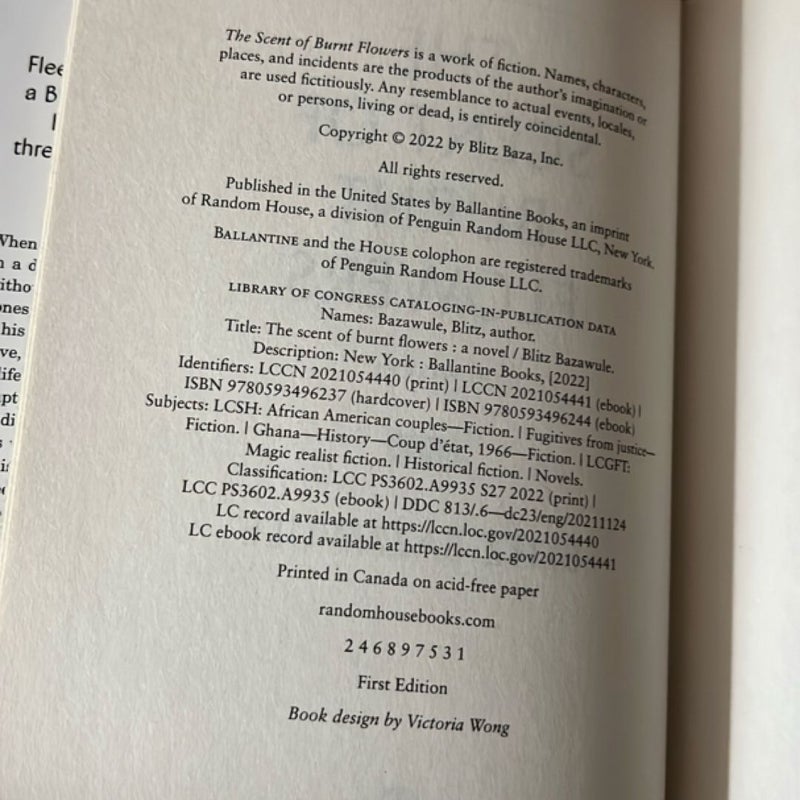 Flee
a B
thre
When
n a d
itho
ones
his
ve,
life
pt
di
The Scent of Burnt Flowers is a work of fiction. Names, characters,
places, and incidents are the products of the author's imagination or
are used fictitiously. Any resemblance to actual events, locales,
or persons, living or dead, is entirely coincidental.
Copyright © 2022 by Blitz Baza, Inc.
All rights reserved.
Published in the United States by Ballantine Books, an imprint
of Random House, a division of Penguin Random House LLC, New York.
BALLANTINE and the HOUSE colophon are registered trademarks
of Penguin Random House LLC.
LIBRARY OF CONGRESS CATALOGING-IN-PUBLICATION DATA
Names: Bazawule, Blitz, author.
Title: The scent of burnt flowers : a novel / Blitz Bazawule.
Description: New York : Ballantine Books, [2022]
Identifiers: LCCN 2021054440 (print) | LCCN 2021054441 (ebook) |
ISBN 9780593496237 (hardcover) | ISBN 9780593496244 (ebook)
Subjects: LCSH: African American couples—Fiction. | Fugitives from justice—
Fiction. | Ghana—History—Coup d'état, 1966—Fiction. | LCGFT:
Magic realist fiction. | Historical fiction. | Novels.
Classification: LCC PS3602.A9935 S27 2022 (print) |
LCC PS3602.A9935 (ebook) | DDC 813/.6—dc23/eng/20211124
LC record available at https://lccn.loc.gov/2021054440
LC ebook record available at https://lccn.loc.gov/2021054441
Printed in Canada on acid-free paper
randomhousebooks.com
2 4 6 8 9 7 5 3 1
First Edition
Book design by Victoria Wong